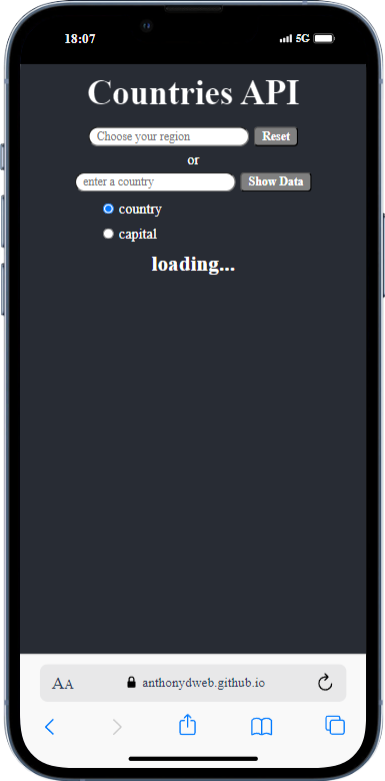 18:07 5G
Countries API
Choose your region Reset
or
enter a country Show Data
country
capital
loading...
AA anthonydweb.github.io